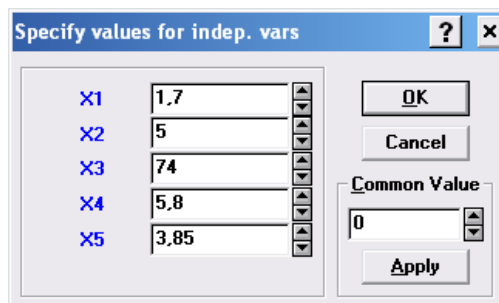 Specify values for indep. vars ? ×
X1 1,7
X2 5
X3 74
X4 5,8
X5 3,85
OK
Cancel
Common Value
0
Apply